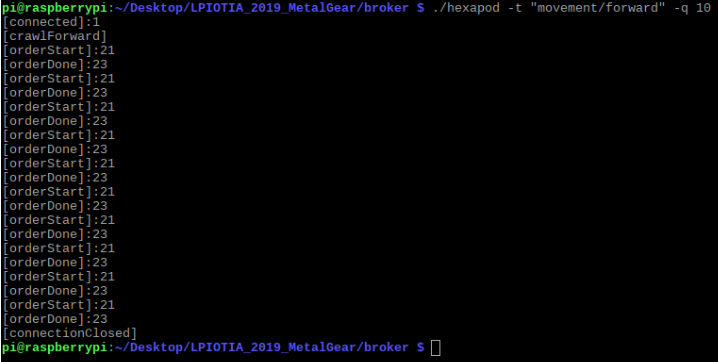 pi@raspberrypi:~/Desktop/LPIOTIA_2019_MetalGear/broker $ ./hexapod -t "movement/forward" -q 10
[connected]:1
[crawlForward]
[orderStart]:21
[orderDone]:23
[orderStart]:21
[orderDone]:23
[orderStart]:21
[orderDone]:23
[orderStart]:21
[orderDone]:23
[orderStart]:21
[orderDone]:23
[orderStart]:21
[orderDone]:23
[orderStart]:21
[orderDone]:23
[orderStart]:21
[orderDone]:23
[orderStart]:21
[orderDone]:23
[orderStart]:21
[orderDone]:23
[connectionClosed]
pi@raspberrypi:~/Desktop/LPIOTIA_2019_MetalGear/broker $